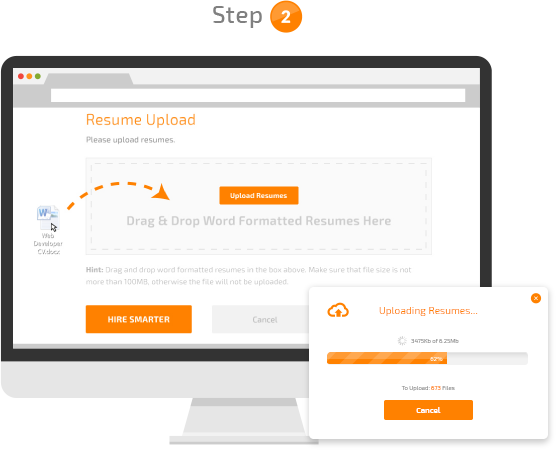 Step 2
Resume Upload
Please upload resumes.
Upload Resumes
Drag & Drop Word Formatted Resumes Here
W
Web
Developer
CV.docz
Hint: Drag and drop word formatted resumes in the box above. Make sure that file size is not
more than 100MB, otherwise the file will not be uploaded.
HIRE SMARTER
Cancel
Uploading Resumes...
3475Kb of 6.25Mb
62%
To Upload: 673 Files
Cancel